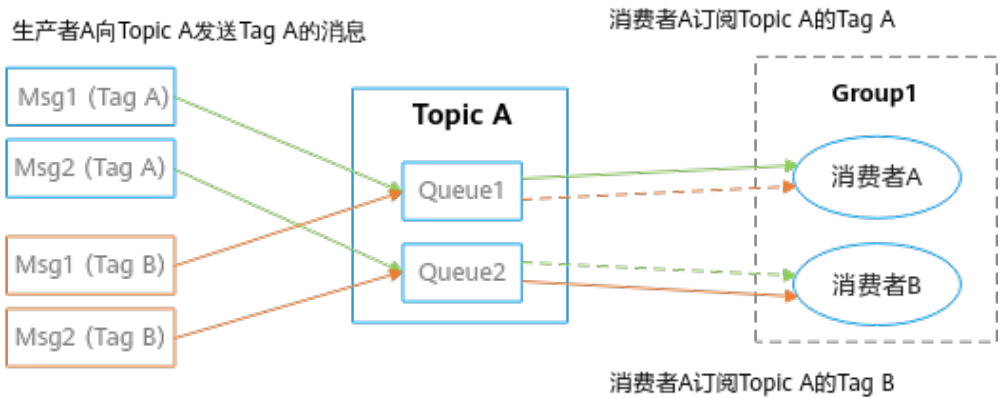 生产者A向Topic A发送Tag A的消息
消费者A订阅Topic A的Tag A
Msg1 (Tag A)
Msg2 (Tag A)
Msg1 (Tag B)
Msg2 (Tag B)
Topic A
Queue1
Queue2
Group1
消费者A
消费者B
消费者A订阅Topic A的Tag B